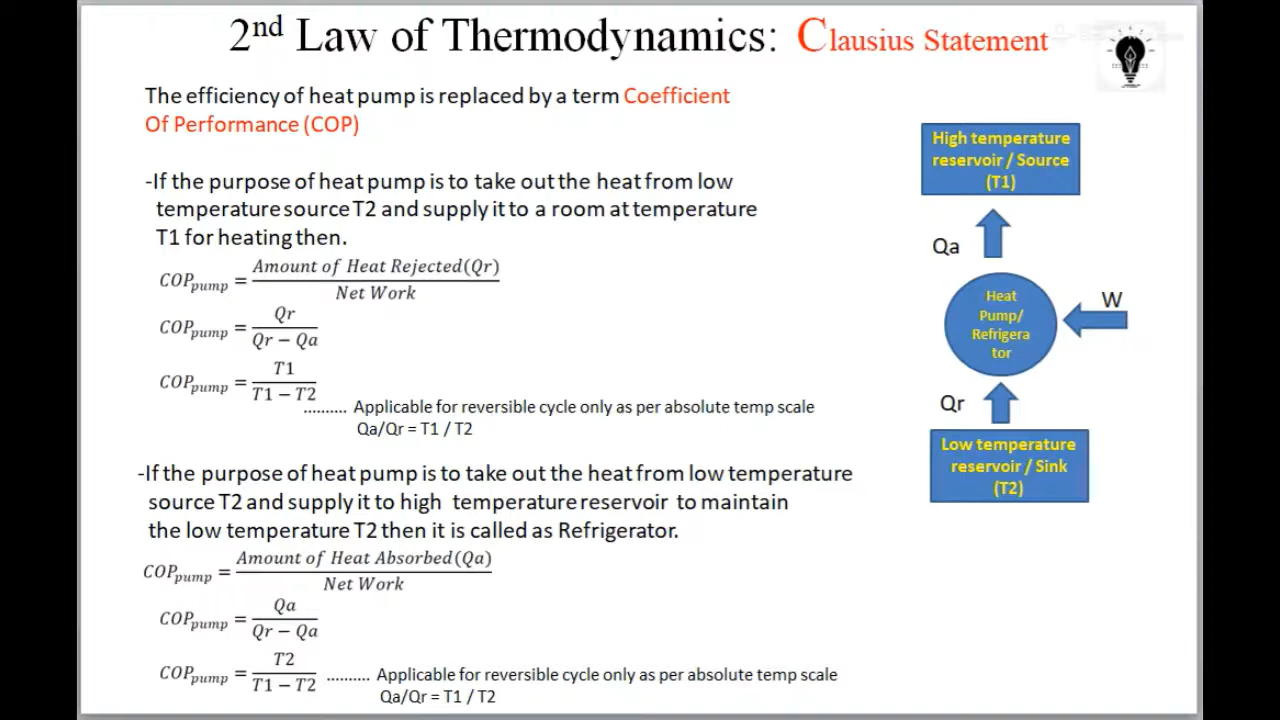 2nd Law of Thermodynamics: Clausius Statement
The efficiency of heat pump is replaced by a term Coefficient
Of Performance (COP)
-If the purpose of heat pump is to take out the heat from low
temperature source T2 and supply it to a room at temperature
T1 for heating then.
COPpump = Amount of Heat Rejected(Qr) / Net Work
COPpump = Qr / Qr − Qa
COPpump = T1 / T1 − T2
.......... Applicable for reversible cycle only as per absolute temp scale
Qa/Qr = T1 / T2
-If the purpose of heat pump is to take out the heat from low temperature
source T2 and supply it to high temperature reservoir to maintain
the low temperature T2 then it is called as Refrigerator.
COPpump = Amount of Heat Absorbed(Qa) / Net Work
COPpump = Qa / Qr − Qa
COPpump = T2 / T1 − T2 .......... Applicable for reversible cycle only as per absolute temp scale
Qa/Qr = T1 / T2
High temperature
reservoir / Source
(T1)
Qa
Heat
Pump/
Refrigera
tor
W
Qr
Low temperature
reservoir / Sink
(T2)